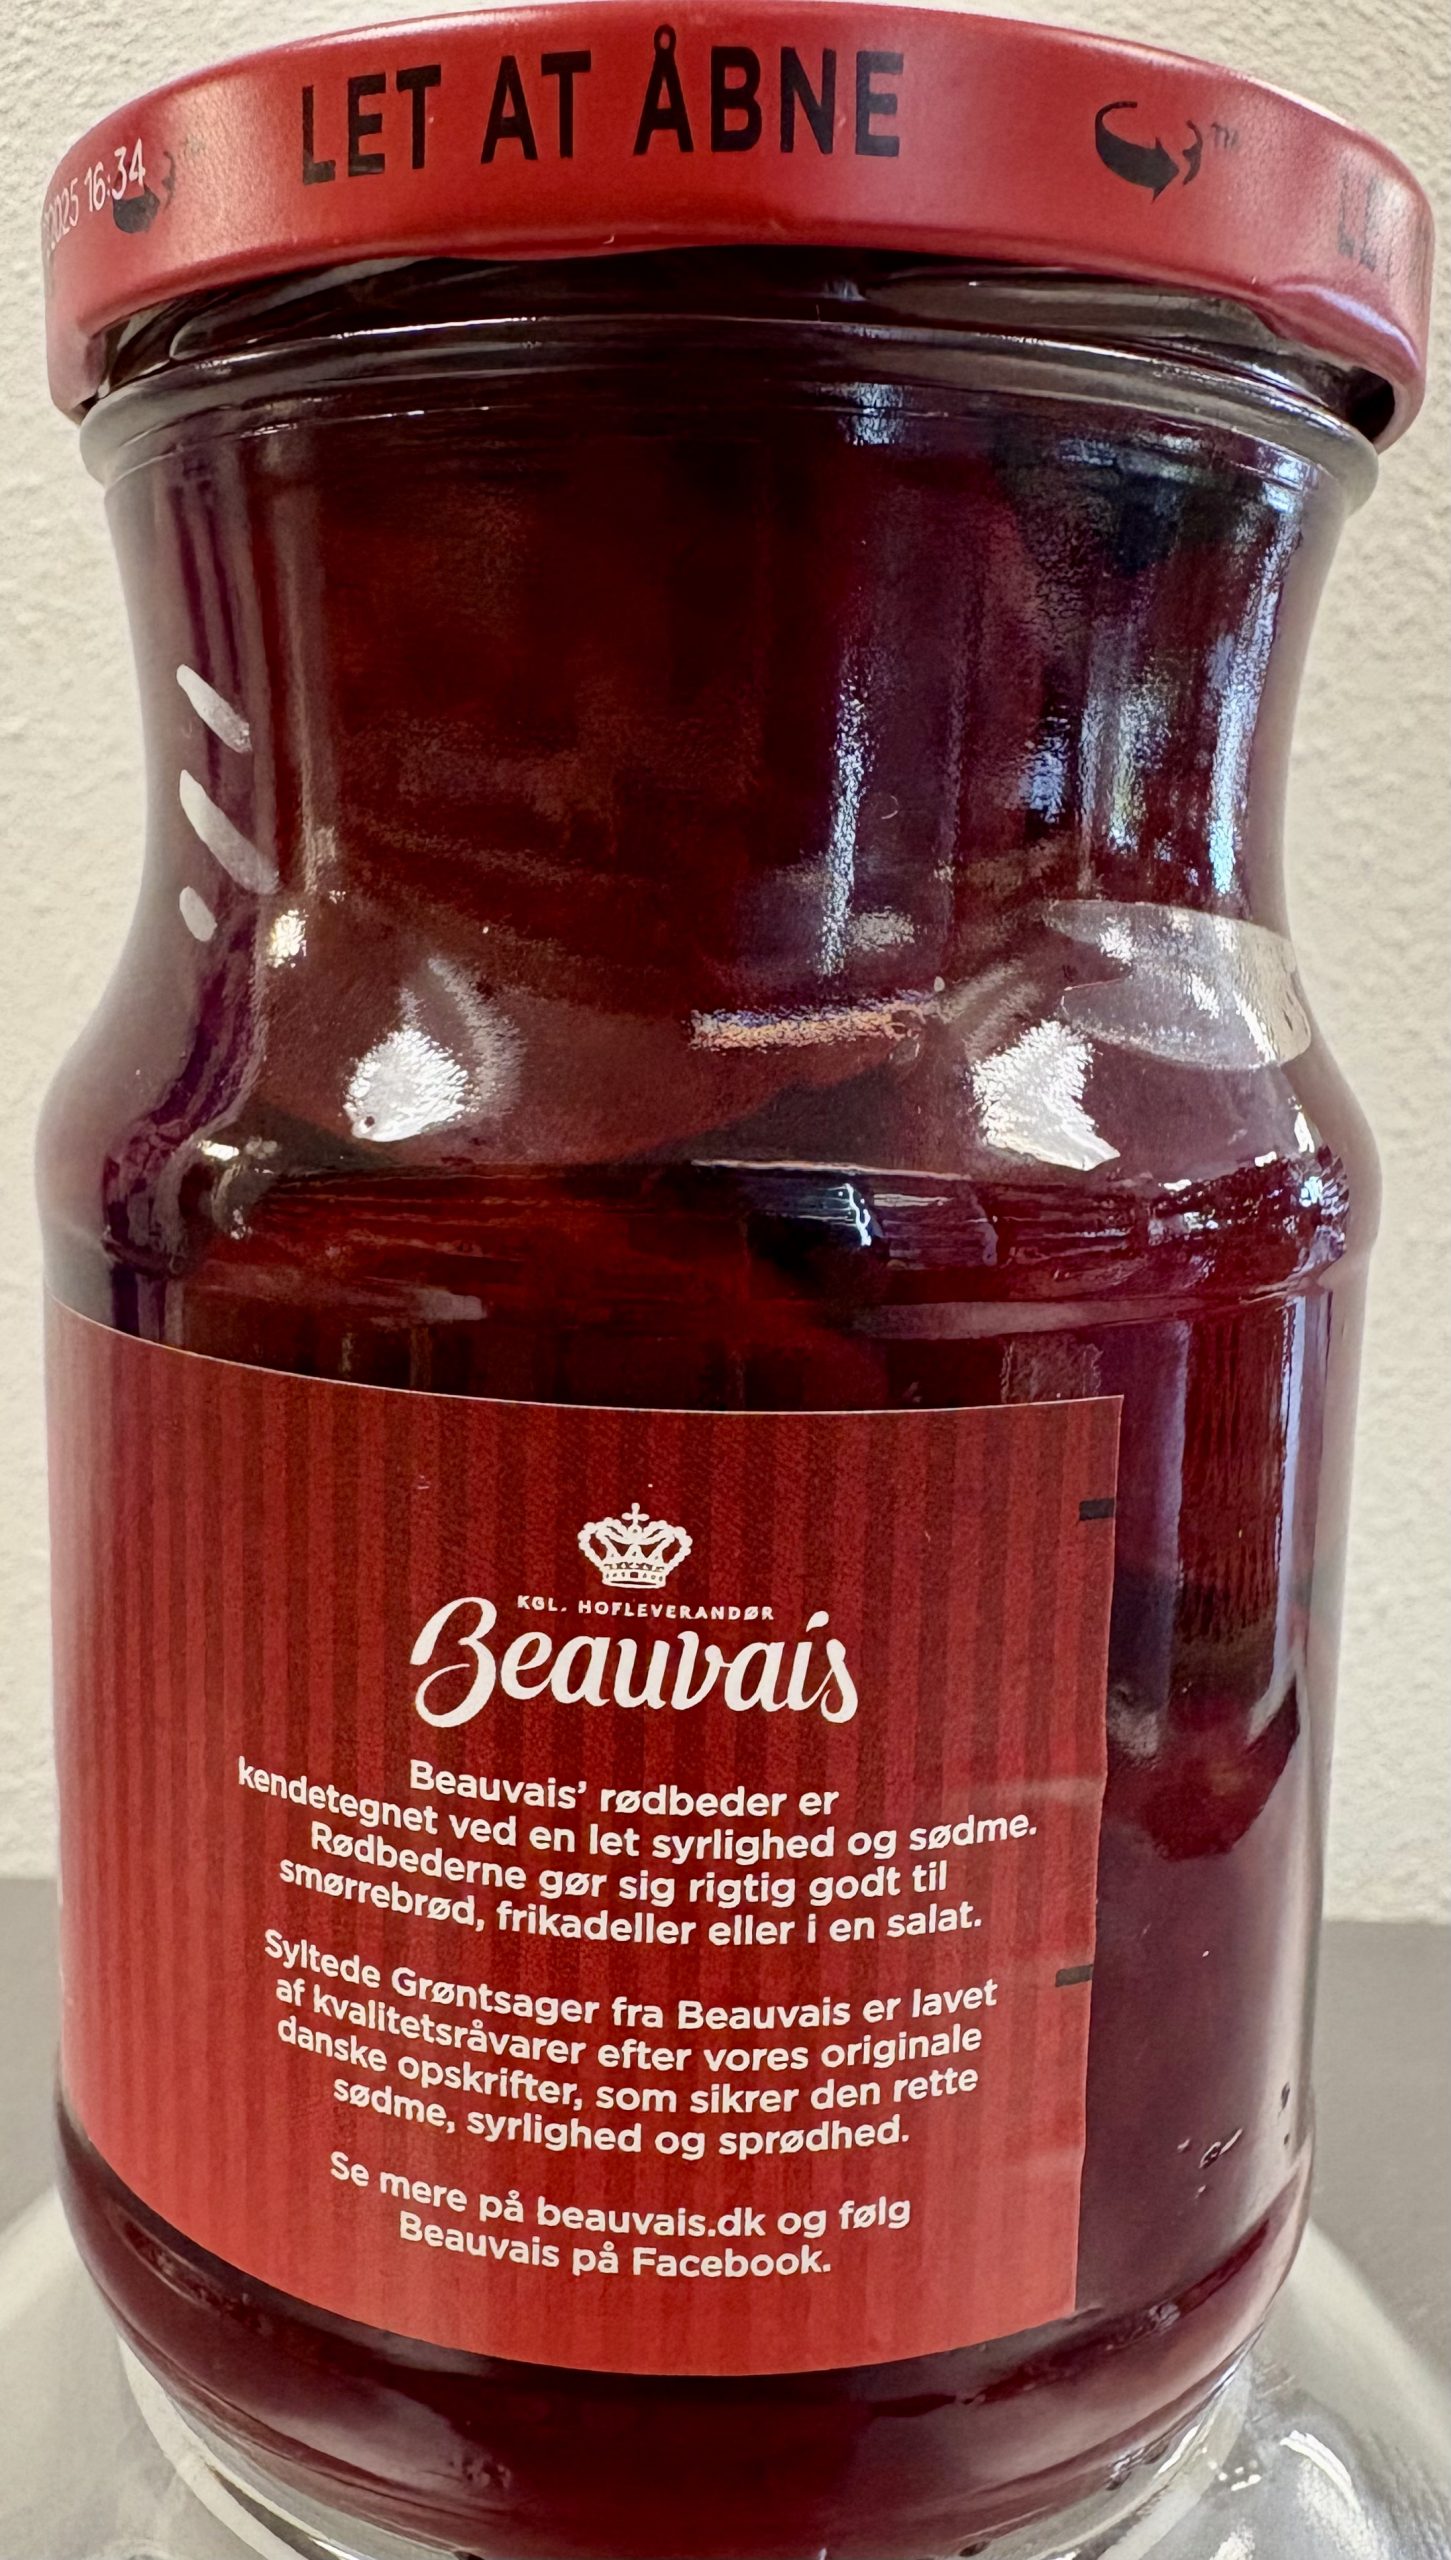 LET AT ÅBNE
2025 16:34
KGL. HOFLEVERANDØR
Beauvais
Beauvais’ rødbeder er
kendetegnet ved en let syrlighed og sødme.
Rødbederne gør sig rigtig godt til
smørrebrød, frikadeller eller i en salat.
Syltede Grøntsager fra Beauvais er lavet
af kvalitetsråvarer efter vores originale
danske opskrifter, som sikrer den rette
sødme, syrlighed og sprødhed.
Se mere på beauvais.dk og følg
Beauvais på Facebook.